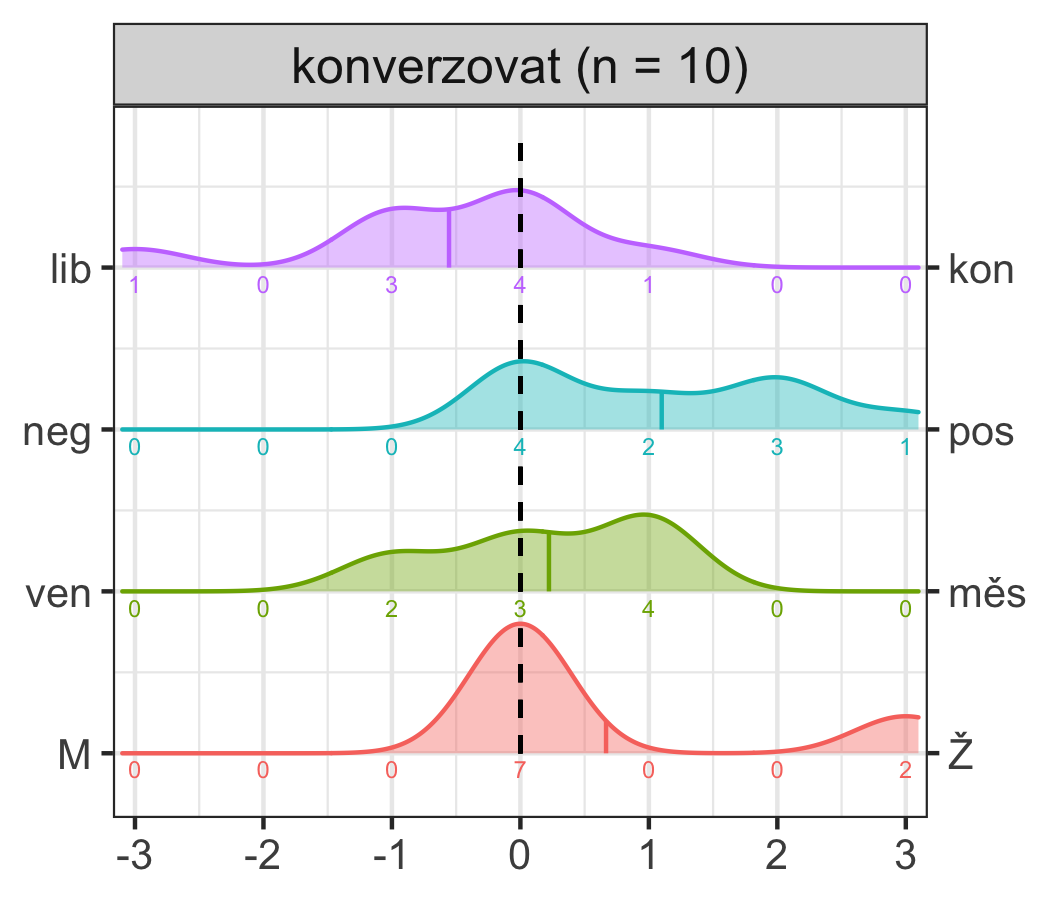 konverzovat (n = 10)
lib kon
1 0 3 4 1 0 0
neg pos
0 0 0 4 2 3 1
ven měs
0 0 2 3 4 0 0
M Ž
0 0 0 7 0 0 2
-3 -2 -1 0 1 2 3